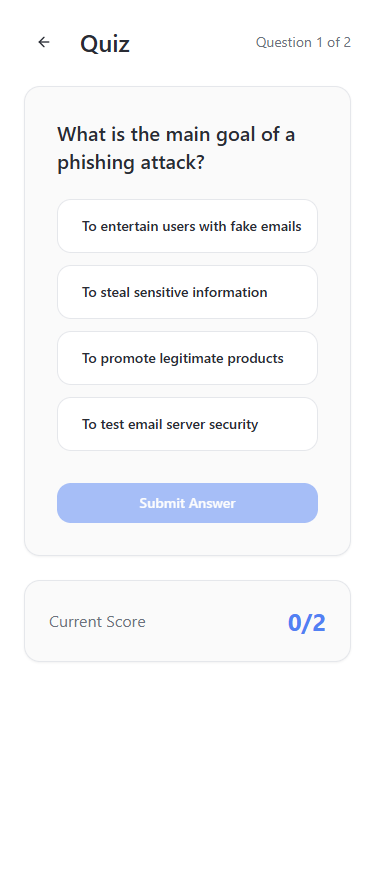 Quiz
Question 1 of 2
What is the main goal of a
phishing attack?
To entertain users with fake emails
To steal sensitive information
To promote legitimate products
To test email server security
Submit Answer
Current Score
0/2